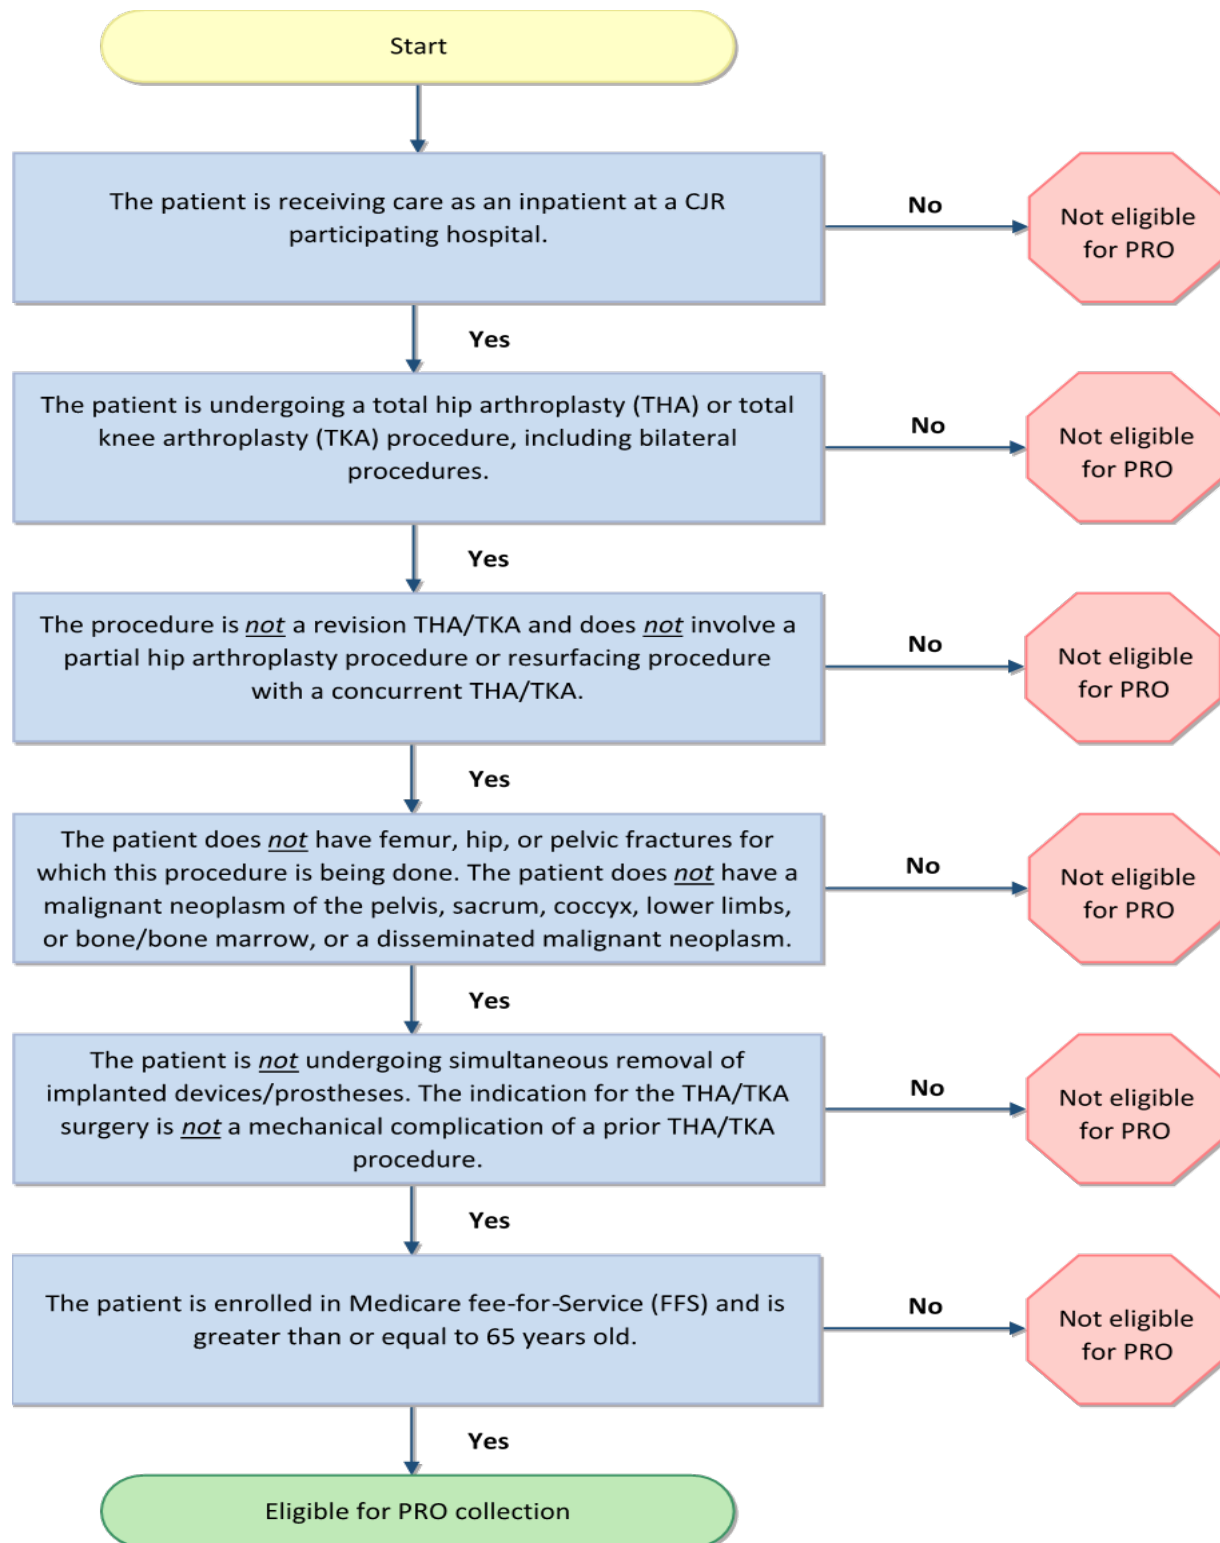 Start
The patient is receiving care as an inpatient at a CJR
participating hospital.
No
Not eligible
for PRO
Yes
The patient is undergoing a total hip arthroplasty (THA) or total
knee arthroplasty (TKA) procedure, including bilateral
procedures.
No
Not eligible
for PRO
Yes
The procedure is not a revision THA/TKA and does not involve a
partial hip arthroplasty procedure or resurfacing procedure
with a concurrent THA/TKA.
No
Not eligible
for PRO
Yes
The patient does not have femur, hip, or pelvic fractures for
which this procedure is being done. The patient does not have a
malignant neoplasm of the pelvis, sacrum, coccyx, lower limbs,
or bone/bone marrow, or a disseminated malignant neoplasm.
No
Not eligible
for PRO
Yes
The patient is not undergoing simultaneous removal of
implanted devices/prostheses. The indication for the THA/TKA
surgery is not a mechanical complication of a prior THA/TKA
procedure.
No
Not eligible
for PRO
Yes
The patient is enrolled in Medicare fee-for-Service (FFS) and is
greater than or equal to 65 years old.
No
Not eligible
for PRO
Yes
Eligible for PRO collection